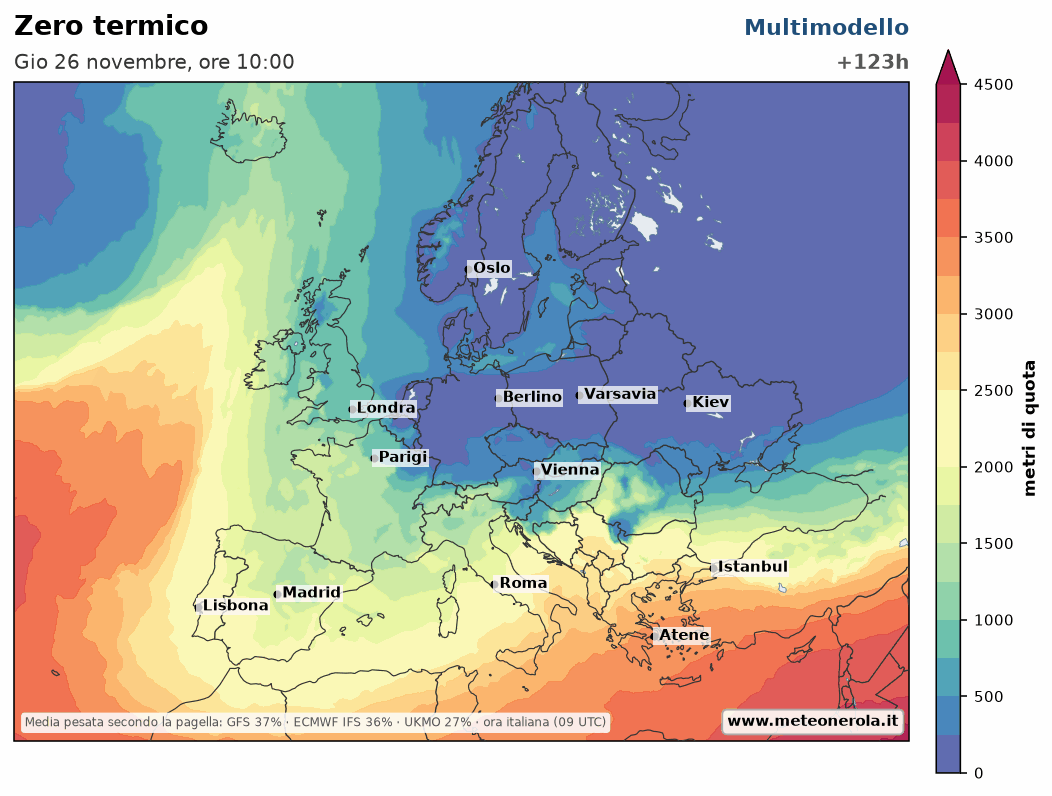 Zero termico
Multimodello
Gio 26 novembre, ore 10:00
+123h
4500
4000
3500
3000
2500
2000
1500
1000
500
0
metri di quota
Oslo
Berlino
Varsavia
Kiev
Londra
Parigi
Vienna
Istanbul
Roma
Madrid
Lisbona
Atene
Media pesata secondo la pagella: GFS 37% · ECMWF IFS 36% · UKMO 27% · ora italiana (09 UTC)
www.meteonerola.it